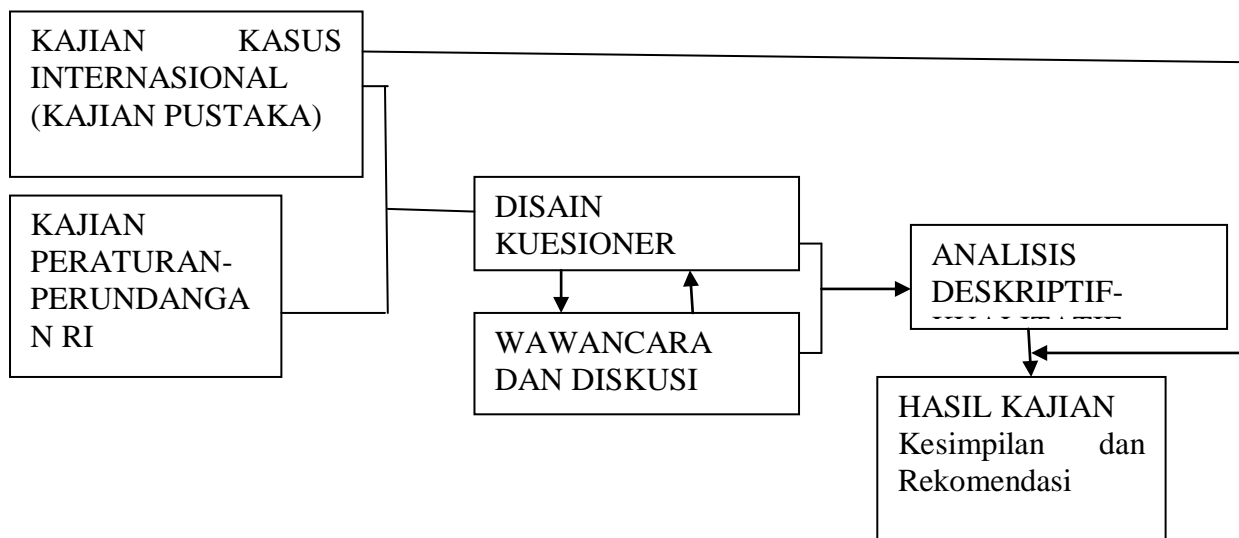 KAJIAN KASUS
INTERNASIONAL
(KAJIAN PUSTAKA)
KAJIAN
PERATURAN-
PERUNDANGA
N RI
DISAIN
KUESIONER
WAWANCARA
DAN DISKUSI
ANALISIS
DESKRIPTIF-
KUALITATIF
HASIL KAJIAN
Kesimpilan dan
Rekomendasi